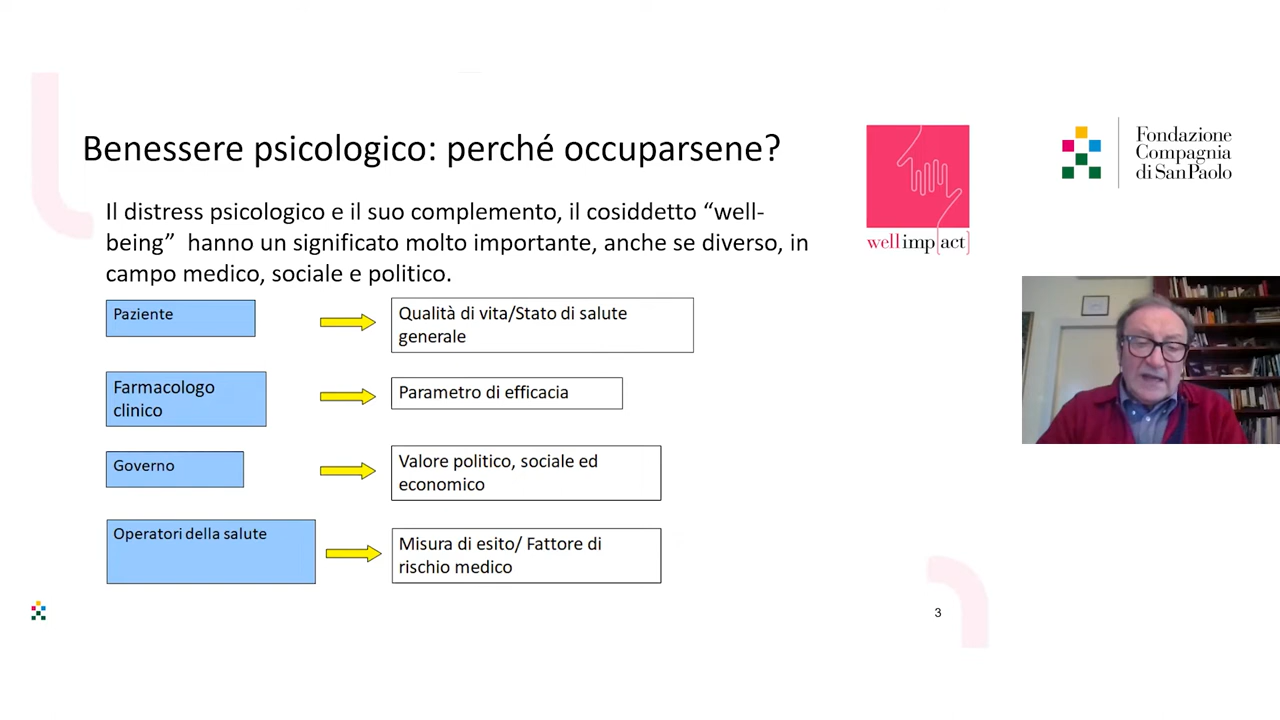 Benessere psicologico: perché occuparsene?
Il distress psicologico e il suo complemento, il cosiddetto “well-
being” hanno un significato molto importante, anche se diverso, in
campo medico, sociale e politico.
Paziente
Qualità di vita/Stato di salute
generale
Farmacologo
clinico
Parametro di efficacia
Governo
Valore politico, sociale ed
economico
Operatori della salute
Misura di esito/ Fattore di
rischio medico
3
wellimp[act]
Fondazione
Compagnia
di SanPaolo